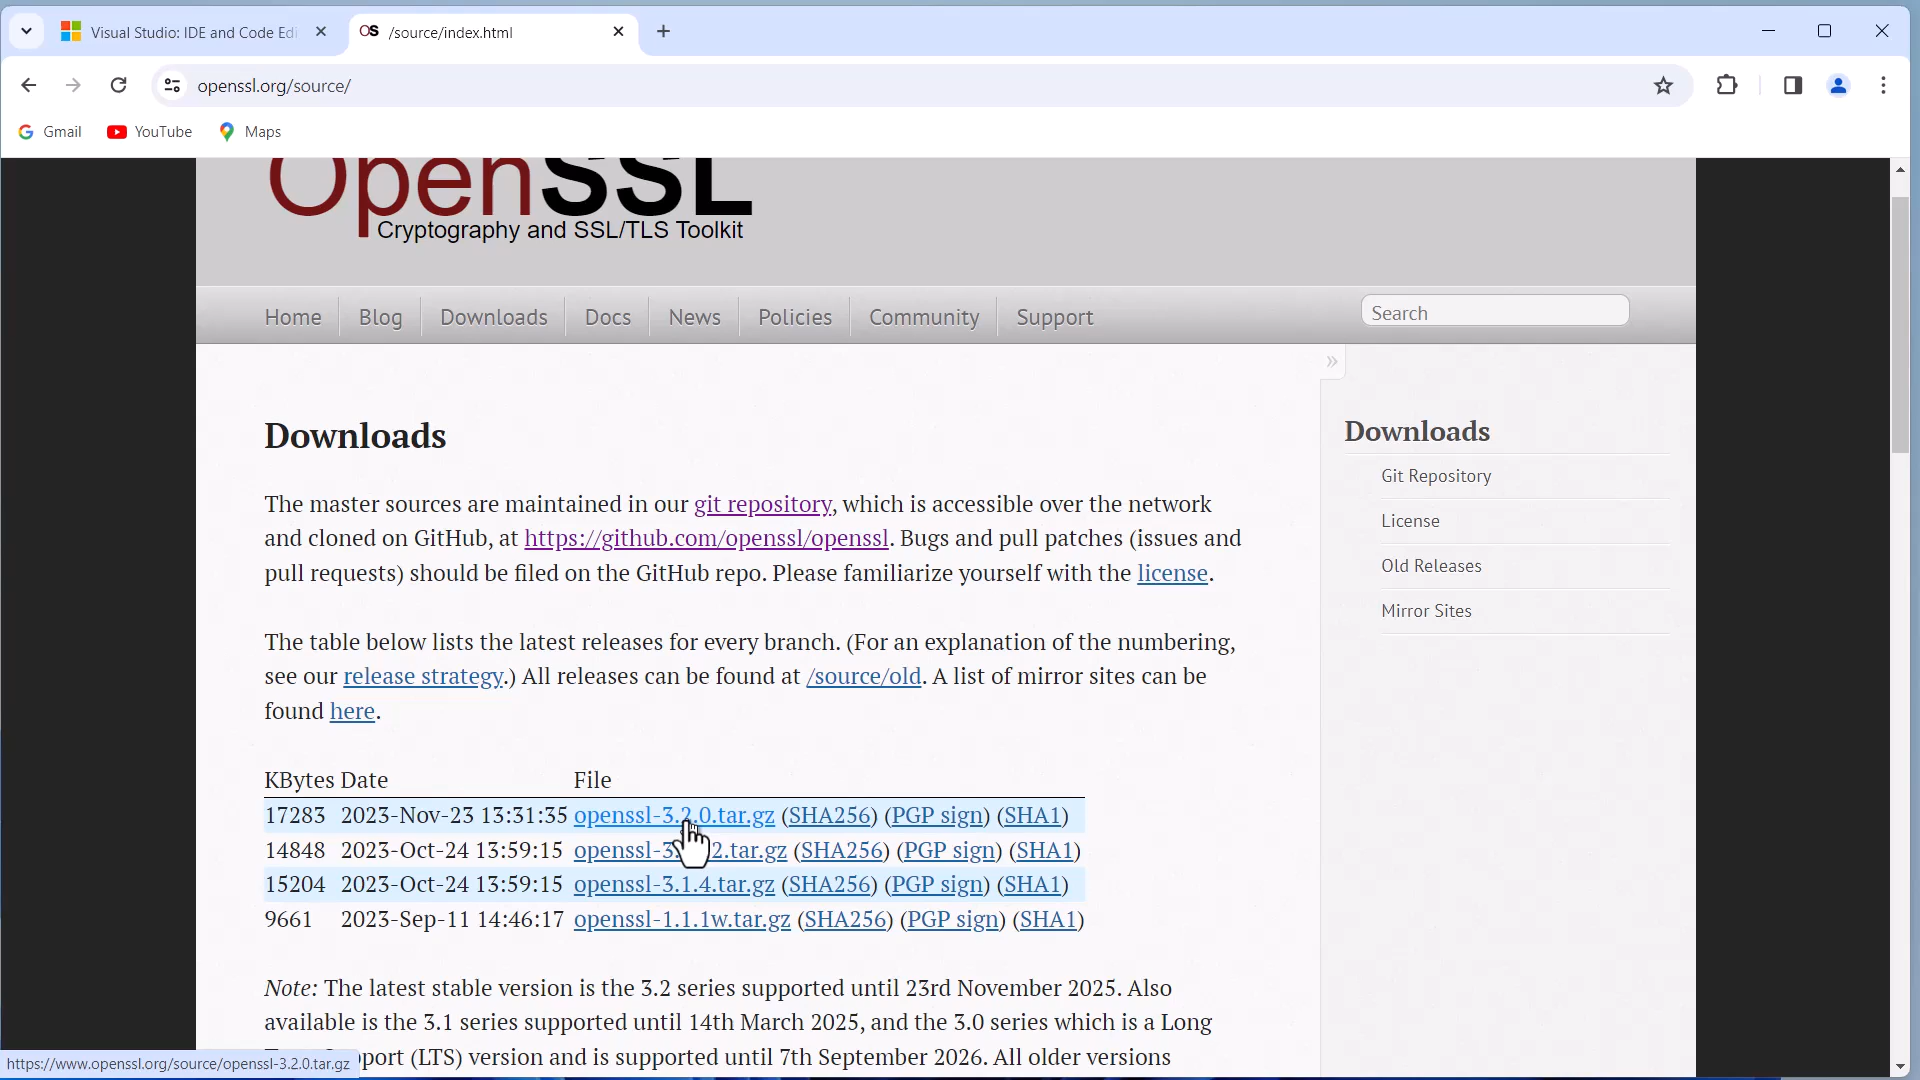 Visual Studio: IDE and Code Edi
OS /source/index.html
openssl.org/source/
Gmail YouTube Maps
OpenSSL
Cryptography and SSL/TLS Toolkit
Home Blog Downloads Docs News Policies Community Support Search
»
Downloads
The master sources are maintained in our git repository, which is accessible over the network
and cloned on GitHub, at https://github.com/openssl/openssl. Bugs and pull patches (issues and
pull requests) should be filed on the GitHub repo. Please familiarize yourself with the license.
The table below lists the latest releases for every branch. (For an explanation of the numbering,
see our release strategy.) All releases can be found at /source/old. A list of mirror sites can be
found here.
KBytes Date File
17283 2023-Nov-23 13:31:35 openssl-3.2.0.tar.gz (SHA256) (PGP sign) (SHA1)
14848 2023-Oct-24 13:59:15 openssl-3. 2.tar.gz (SHA256) (PGP sign) (SHA1)
15204 2023-Oct-24 13:59:15 openssl-3.1.4.tar.gz (SHA256) (PGP sign) (SHA1)
9661 2023-Sep-11 14:46:17 openssl-1.1.1w.tar.gz (SHA256) (PGP sign) (SHA1)
Note: The latest stable version is the 3.2 series supported until 23rd November 2025. Also
available is the 3.1 series supported until 14th March 2025, and the 3.0 series which is a Long
pport (LTS) version and is supported until 7th September 2026. All older versions
Downloads
Git Repository
License
Old Releases
Mirror Sites
https://www.openssl.org/source/openssl-3.2.0.tar.gz